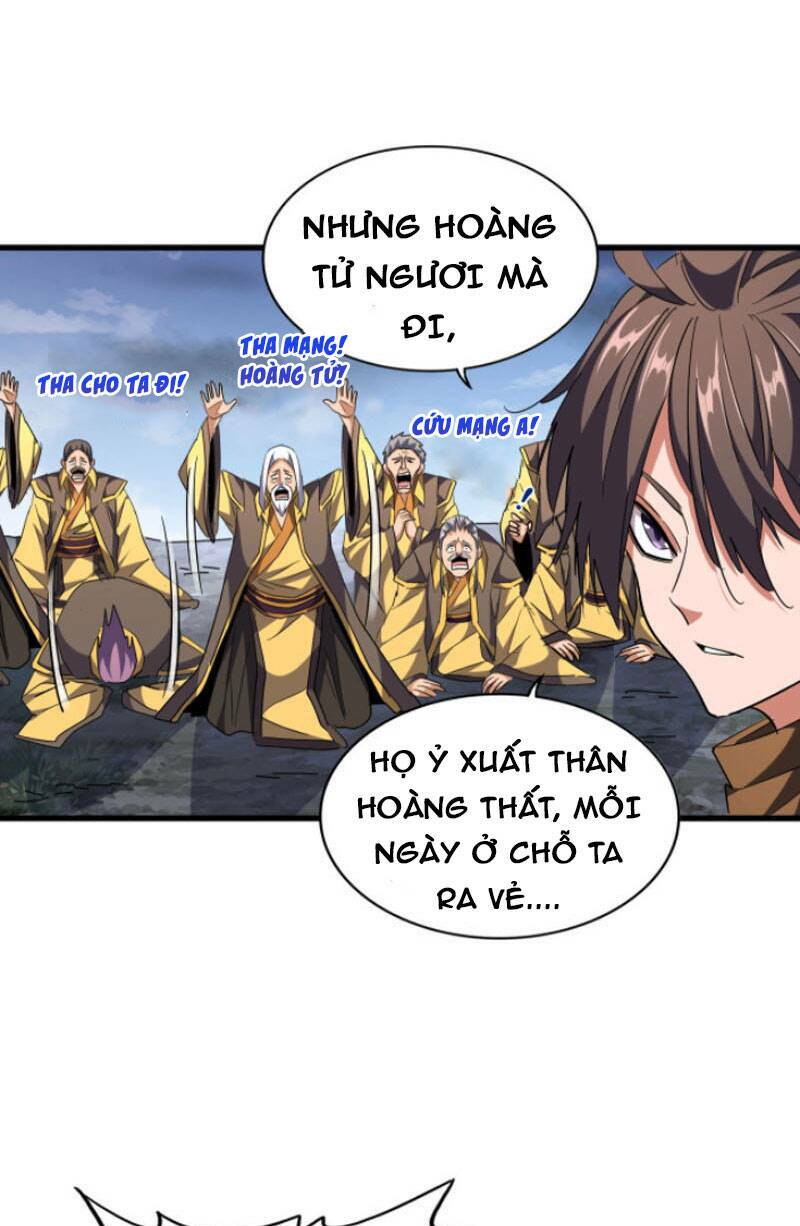 NHƯNG HOÀNG
TỬ NGƯƠI MÀ
ĐI,
THA MẠNG!
HOÀNG TỬ!
THA CHO TA ĐI!
CỨU MẠNG A!
!
HỌ Ỷ XUẤT THÂN
HOÀNG THẤT, MỖI
NGÀY Ở CHỖ TA
RA VẺ....